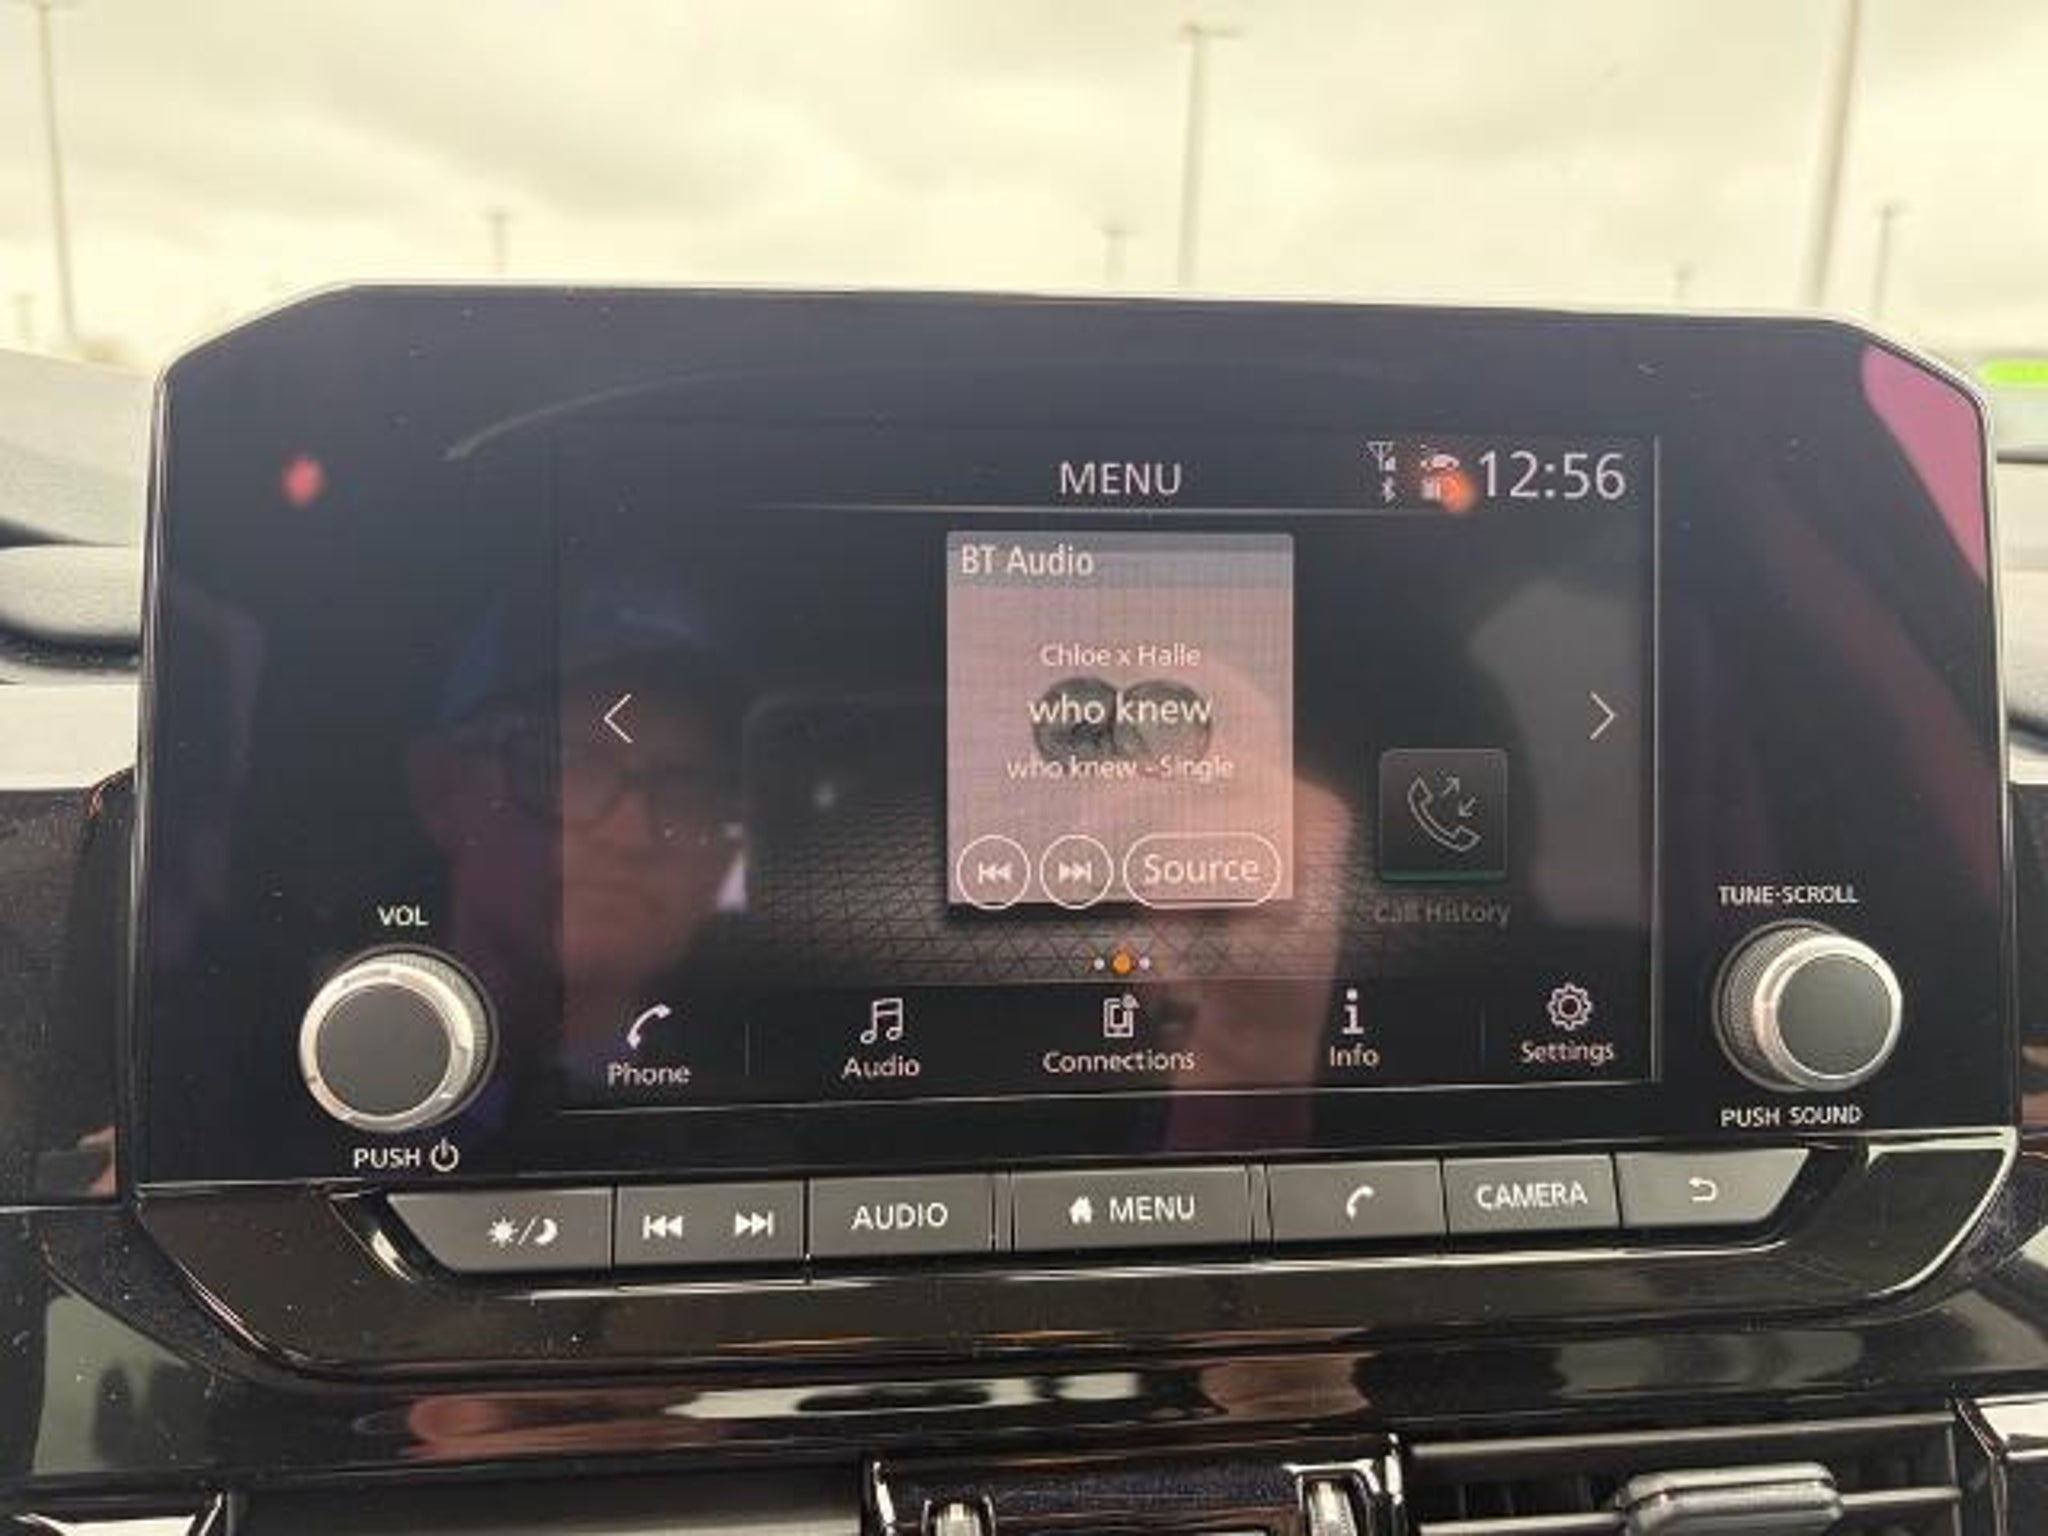 MENU
12:56
BT Audio
Chloe x Halle
who knew
who knew - Single
Source
Call History
VOL
TUNE·SCROLL
Phone
Audio
Connections
Info
Settings
PUSH
PUSH SOUND
AUDIO
MENU
CAMERA